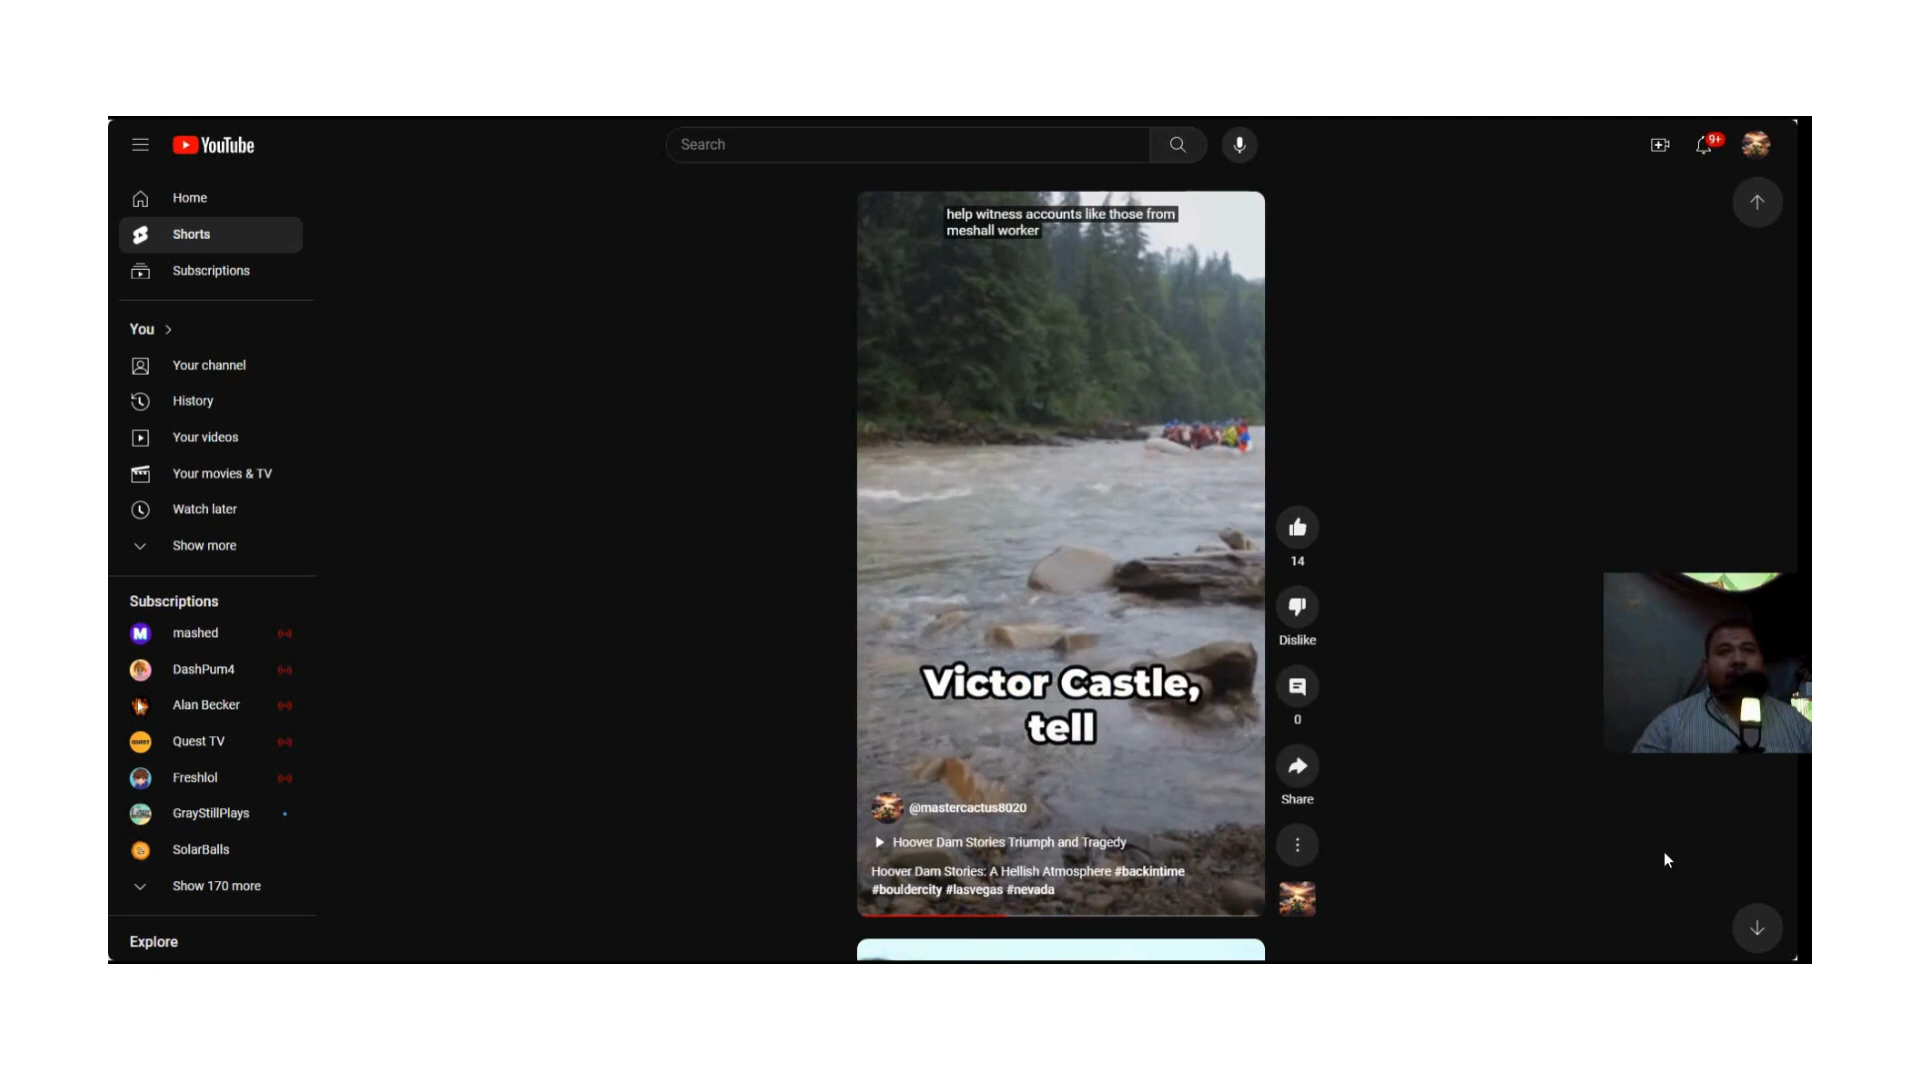 YouTube
Search
9+
Home
Shorts
Subscriptions
You
Your channel
History
Your videos
Your movies & TV
Watch later
Show more
Subscriptions
M mashed
DashPum4
Alan Becker
QUEST Quest TV
Freshlol
GrayStillPlays
SolarBalls
Show 170 more
Explore
help witness accounts like those from
meshall worker
Victor Castle,
tell
@mastercactus8020
Hoover Dam Stories Triumph and Tragedy
Hoover Dam Stories: A Hellish Atmosphere #backintime
#bouldercity #lasvegas #nevada
14
Dislike
0
Share